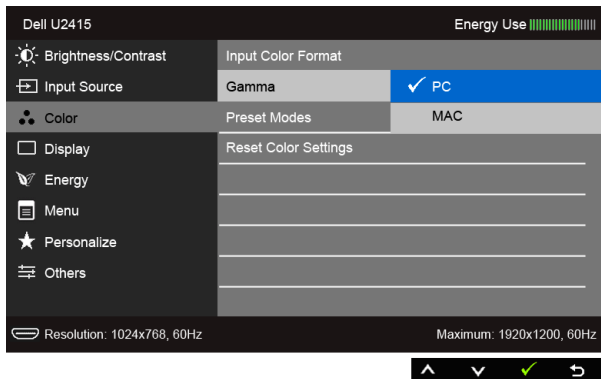 Dell U2415
Energy Use
Brightness/Contrast
Input Color Format
Input Source
Gamma
PC
Color
Preset Modes
MAC
Display
Reset Color Settings
Energy
Menu
Personalize
Others
Resolution: 1024x768, 60Hz
Maximum: 1920x1200, 60Hz